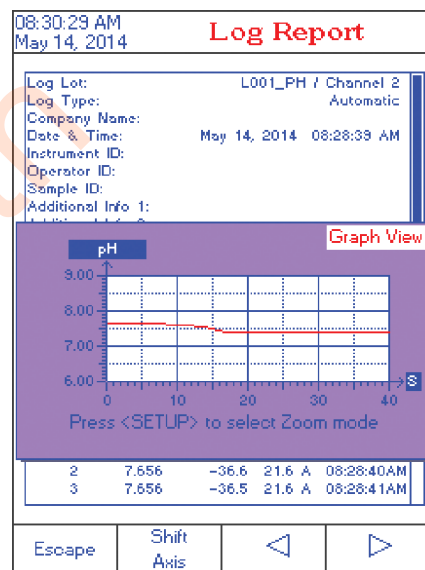 08:30:29 AM
May 14, 2014
Log Report
Log Lot: L001_PH / Channel 2
Log Type: Automatic
Company Name:
Date & Time: May 14, 2014 08:28:39 AM
Instrument ID:
Operator ID:
Sample ID:
Additional Info 1:
Graph View
pH
9.00
8.00
7.00
6.00
0 10 20 30 40
S
Press <SETUP> to select Zoom mode
2 7.656 -36.6 21.6 A 08:28:40AM
3 7.656 -36.5 21.6 A 08:28:41AM
Escape
Shift
Axis